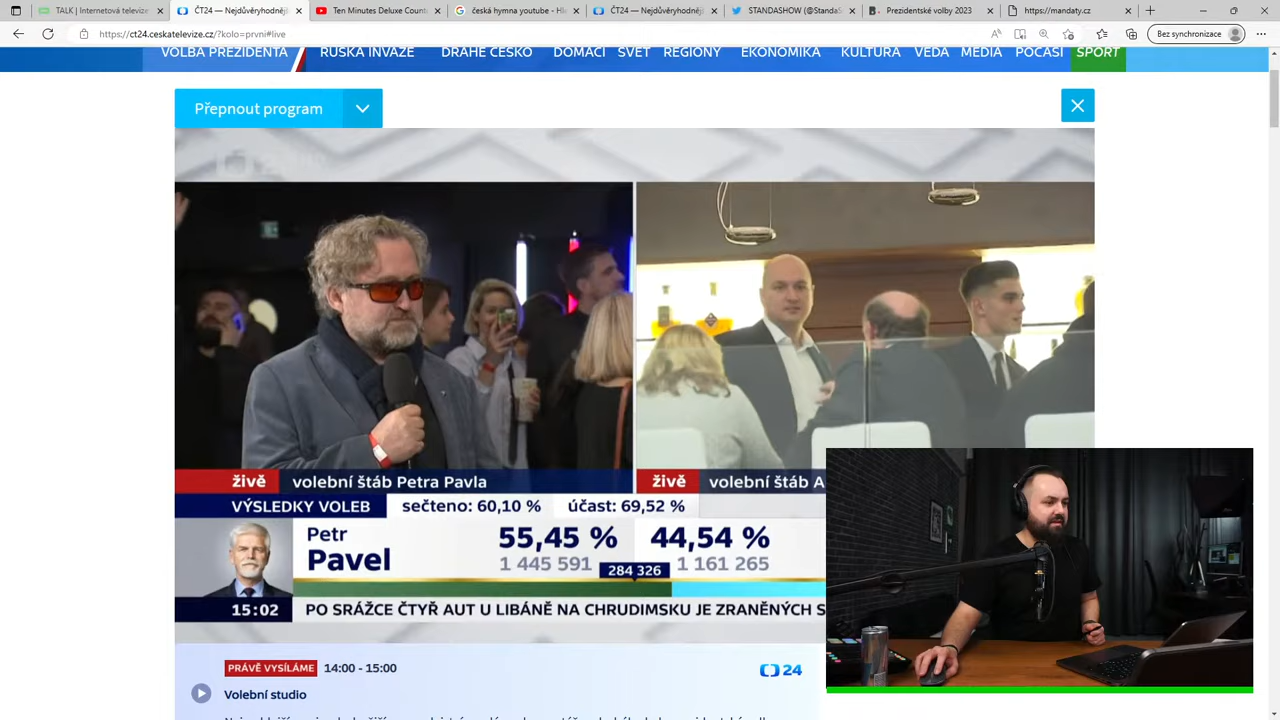 TALK | Internetová televize
ČT24 — Nejdůvěryhodněj
Ten Minutes Deluxe Count
česká hymna youtube - Hle
ČT24 — Nejdůvěryhodněj
STANDASHOW (@Standa
Prezidentské volby 2023
https://mandaty.cz
https://ct24.ceskatelevize.cz/?kolo=prvni#live
Bez synchronizace
VOLBA PREZIDENTA
RUSKÁ INVAZE
DRAHÉ ČESKO
DOMÁCÍ
SVĚT
REGIONY
EKONOMIKA
KULTURA
VĚDA
MÉDIA
POČASÍ
SPORT
Přepnout program
živě
volební štáb Petra Pavla
živě
volební štáb A
VÝSLEDKY VOLEB
sečteno: 60,10 %
účast: 69,52 %
Petr
Pavel
55,45 %
44,54 %
1 445 591
284 326
1 161 265
15:02
PO SRÁŽCE ČTYŘ AUT U LIBÁNĚ NA CHRUDIMSKU JE ZRANĚNÝCH S
PRÁVĚ VYSÍLÁME
14:00 - 15:00
24
Volební studio